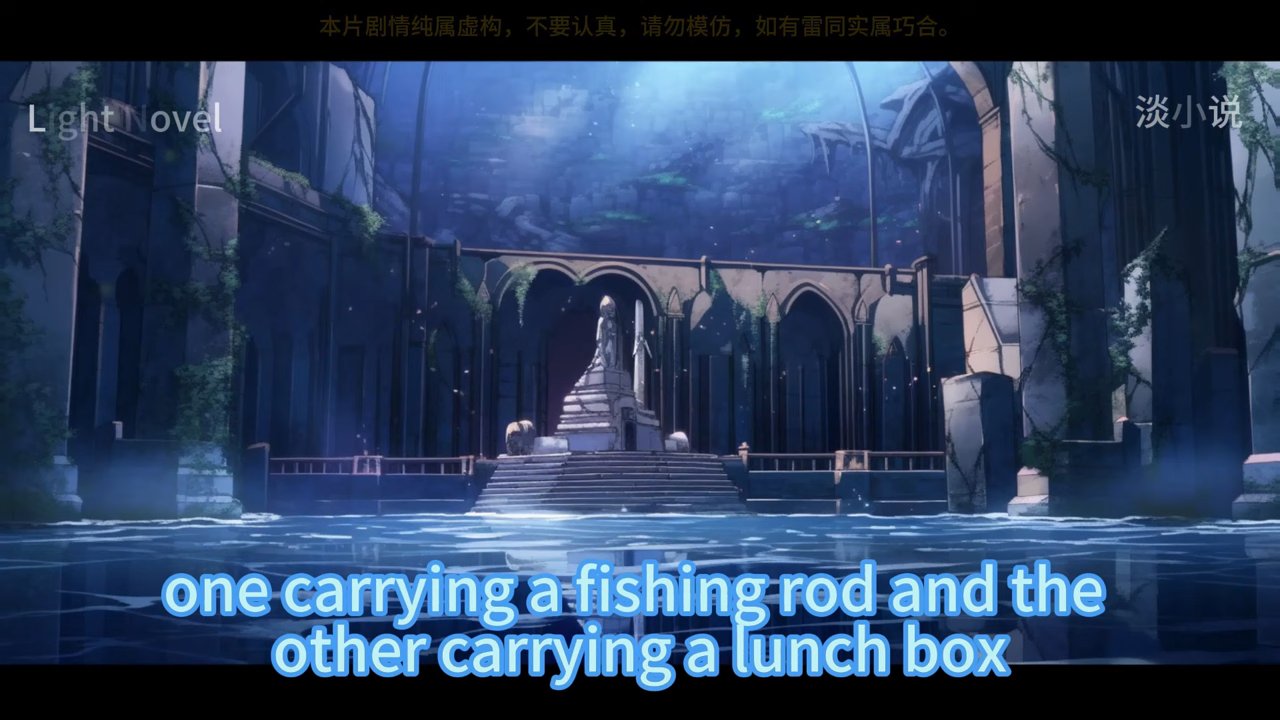 本片剧情纯属虚构，不要认真，请勿模仿，如有雷同实属巧合。
Light Novel
淡小说
one carrying a fishing rod and the
other carrying a lunch box